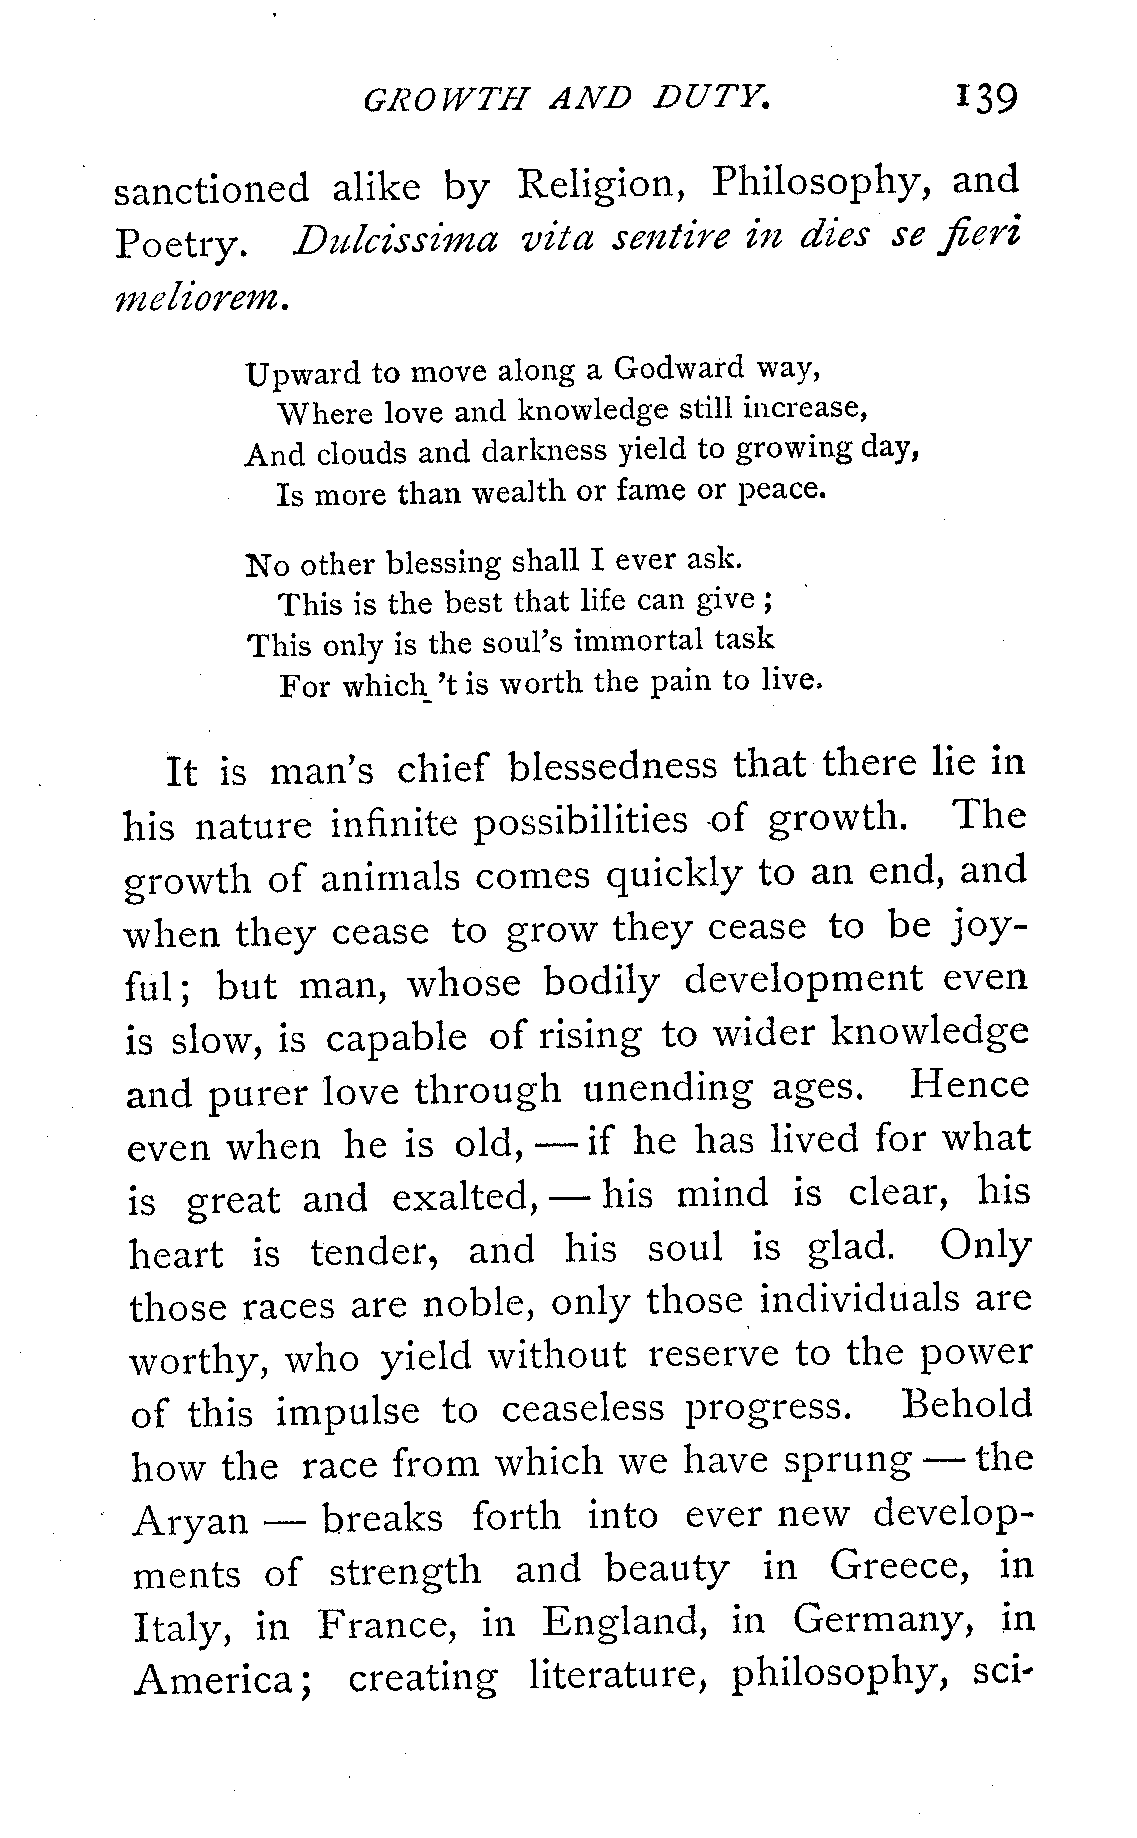 GROWTH AND DUTY. 139
sanctioned alike by Religion, Philosophy, and
Poetry. Dulcissima vita sentire in dies se fieri
meliorem.
Upward to move along a Godward way,
Where love and knowledge still increase,
And clouds and darkness yield to growing day,
Is more than wealth or fame or peace.
No other blessing shall I ever ask.
This is the best that life can give;
This only is the soul's immortal task
For which 't is worth the pain to live.
It is man's chief blessedness that there lie in
his nature infinite possibilities of growth. The
growth of animals comes quickly to an end, and
when they cease to grow they cease to be joy-
ful; but man, whose bodily development even
is slow, is capable of rising to wider knowledge
and purer love through unending ages. Hence
even when he is old, — if he has lived for what
is great and exalted, — his mind is clear, his
heart is tender, and his soul is glad. Only
those races are noble, only those individuals are
worthy, who yield without reserve to the power
of this impulse to ceaseless progress. Behold
how the race from which we have sprung — the
Aryan — breaks forth into ever new develop-
ments of strength and beauty in Greece, in
Italy, in France, in England, in Germany, in
America; creating literature, philosophy, sci-